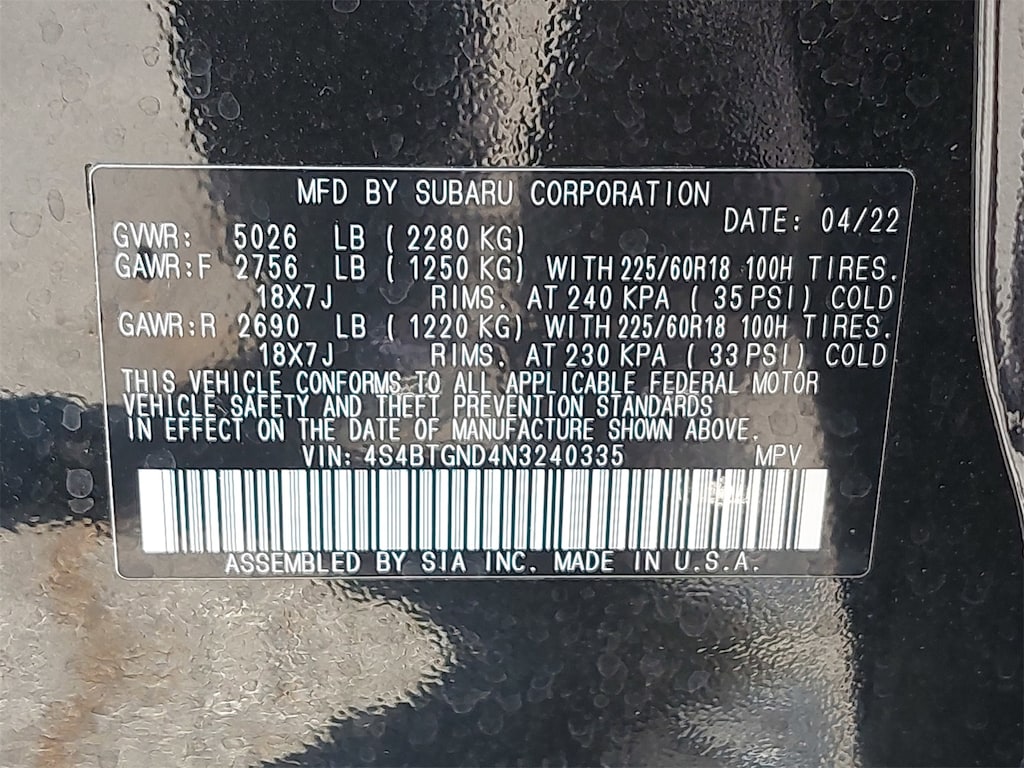 MFD BY SUBARU CORPORATION
DATE: 04/22
GVWR: 5026 LB ( 2280 KG)
GAWR:F 2756 LB ( 1250 KG) WITH 225/60R18 100H TIRES.
18X7J RIMS. AT 240 KPA ( 35 PSI) COLD
GAWR:R 2690 LB ( 1220 KG) WITH 225/60R18 100H TIRES.
18X7J RIMS. AT 230 KPA ( 33 PSI) COLD
THIS VEHICLE CONFORMS TO ALL APPLICABLE FEDERAL MOTOR
VEHICLE SAFETY AND THEFT PREVENTION STANDARDS
IN EFFECT ON THE DATE OF MANUFACTURE SHOWN ABOVE.
VIN: 4S4BTGND4N3240335 MPV
ASSEMBLED BY SIA INC. MADE IN U.S.A.